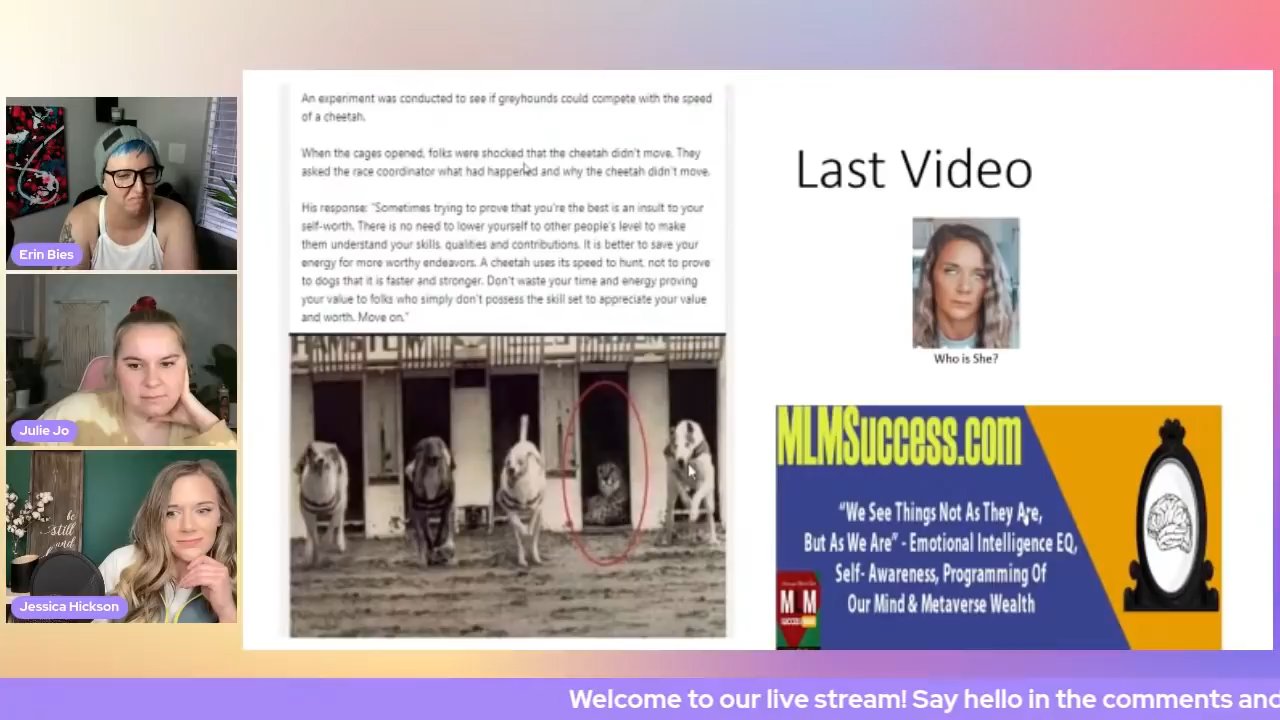 Erin Bies
Julie Jo
be
still
and
Jessica Hickson
An experiment was conducted to see if greyhounds could compete with the speed
of a cheetah.
When the cages opened, folks were shocked that the cheetah didn't move. They
asked the race coordinator what had happened and why the cheetah didn't move.
His response: "Sometimes trying to prove that you're the best is an insult to your
self-worth. There is no need to lower yourself to other people's level to make
them understand your skills, qualities and contributions. It is better to save your
energy for more worthy endeavors. A cheetah uses its speed to hunt, not to prove
to dogs that it is faster and stronger. Don't waste your time and energy proving
your value to folks who simply don't possess the skill set to appreciate your value
and worth. Move on."
Last Video
Who is She?
MLMSuccess.com
"We See Things Not As They Are,
But As We Are" - Emotional Intelligence EQ,
Self- Awareness, Programming Of
Our Mind & Metaverse Wealth
Welcome to our live stream! Say hello in the comments and